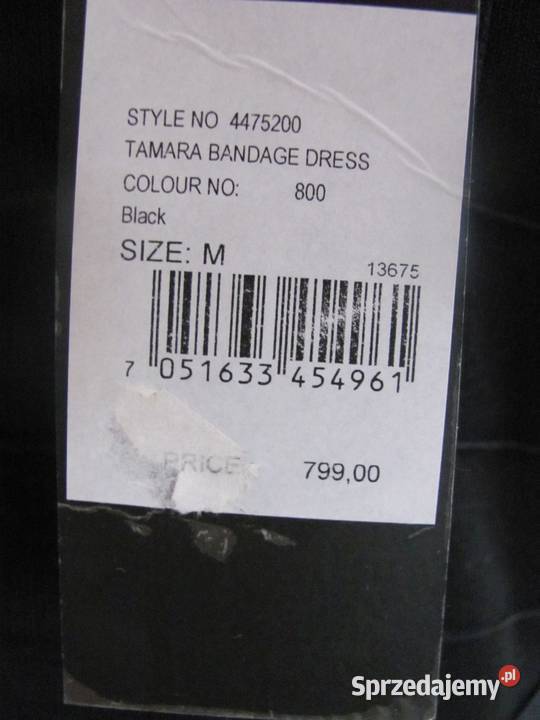 STYLE NO 4475200
TAMARA BANDAGE DRESS
COLOUR NO: 800
Black
SIZE: M
13675
7 051633 454961
PRICE 799,00
Sprzedajemy.pl